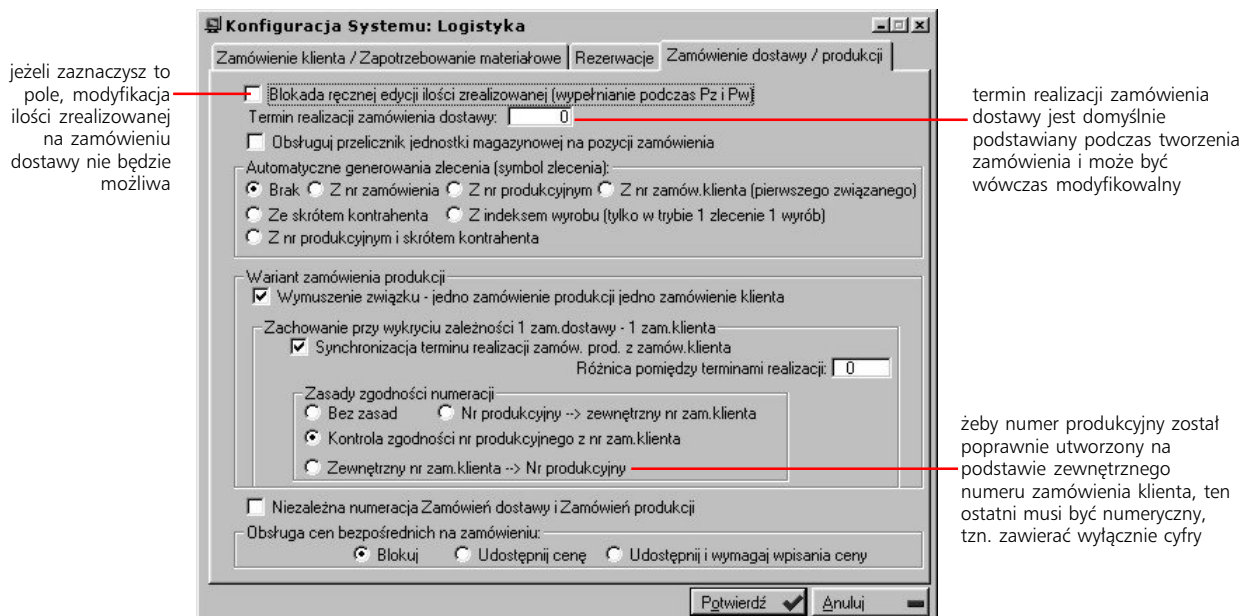 Konfiguracja Systemu: Logistyka
Zamówienie klienta / Zapotrzebowanie materiałowe
Rezerwacje
Zamówienie dostawy / produkcji
jeżeli zaznaczysz to
pole, modyfikacja
ilości zrealizowanej
na zamówieniu
dostawy nie będzie
możliwa
Blokada ręcznej edycji ilości zrealizowanej (wypełnianie podczas Pz i Pw)
Termin realizacji zamówienia dostawy: 0
termin realizacji zamówienia
dostawy jest domyślnie
podstawiany podczas tworzenia
zamówienia i może być
wówczas modyfikowalny
Obsługuj przelicznik jednostki magazynowej na pozycji zamówienia
Automatyczne generowania zlecenia (symbol zlecenia):
Brak Z nr zamówienia Z nr produkcyjnym Z nr zamów.klienta (pierwszego związanego)
Ze skrótem kontrahenta Z indeksem wyrobu (tylko w trybie 1 zlecenie 1 wyrób)
Z nr produkcyjnym i skrótem kontrahenta
Wariant zamówienia produkcji
Wymuszenie związku - jedno zamówienie produkcji jedno zamówienie klienta
Zachowanie przy wykryciu zależności 1 zam.dostawy - 1 zam.klienta
Synchronizacja terminu realizacji zamów. prod. z zamów.klienta
Różnica pomiędzy terminami realizacji: 0
Zasady zgodności numeracji
Bez zasad Nr produkcyjny --> zewnętrzny nr zam.klienta
Kontrola zgodności nr produkcyjnego z nr zam.klienta
Zewnętrzny nr zam.klienta --> Nr produkcyjny
żeby numer produkcyjny został
poprawnie utworzony na
podstawie zewnętrznego
numeru zamówienia klienta, ten
ostatni musi być numeryczny,
tzn. zawierać wyłącznie cyfry
Niezależna numeracja Zamówień dostawy i Zamówień produkcji
Obsługa cen bezpośrednich na zamówieniu:
Blokuj Udostępnij cenę Udostępnij i wymagaj wpisania ceny
Potwierdź Anuluj